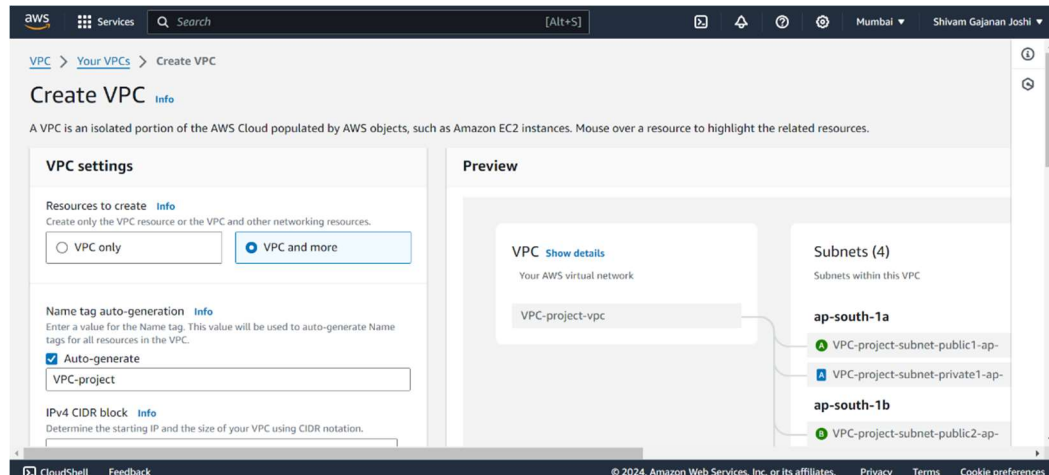 aws
Services
Search
[Alt+S]
Mumbai
Shivam Gajanan Joshi
VPC > Your VPCs > Create VPC
Create VPC Info
A VPC is an isolated portion of the AWS Cloud populated by AWS objects, such as Amazon EC2 instances. Mouse over a resource to highlight the related resources.
VPC settings
Resources to create Info
Create only the VPC resource or the VPC and other networking resources.
VPC only
VPC and more
Name tag auto-generation Info
Enter a value for the Name tag. This value will be used to auto-generate Name
tags for all resources in the VPC.
Auto-generate
VPC-project
IPv4 CIDR block Info
Determine the starting IP and the size of your VPC using CIDR notation.
Preview
VPC Show details
Your AWS virtual network
VPC-project-vpc
Subnets (4)
Subnets within this VPC
ap-south-1a
A VPC-project-subnet-public1-ap-
A VPC-project-subnet-private1-ap-
ap-south-1b
B VPC-project-subnet-public2-ap-
CloudShell
Feedback
© 2024, Amazon Web Services, Inc. or its affiliates.
Privacy
Terms
Cookie preferences